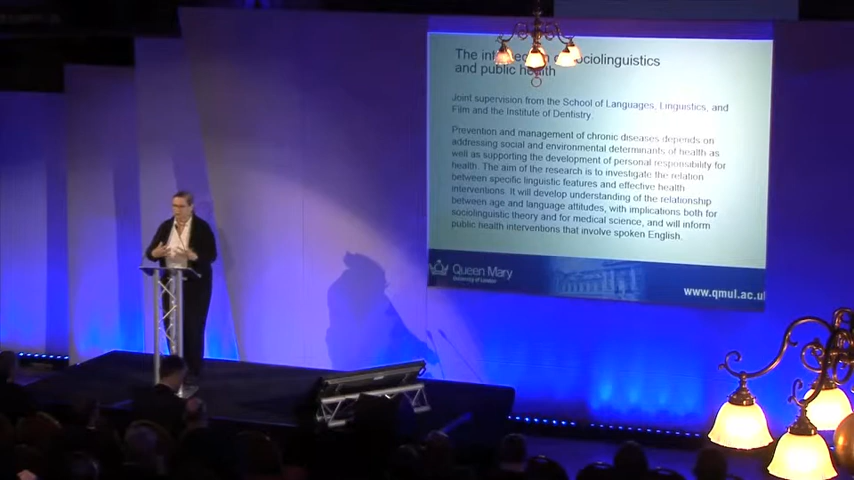 The of sociolinguistics
and public health
Joint supervision from the School of Languages, Linguistics, and
Film and the Institute of Dentistry.
Prevention and management of chronic diseases depends on
addressing social and environmental determinants of health as
well as supporting the development of personal responsibility for
health. The aim of the research is to investigate the relation
between specific linguistic features and effective health
interventions. It will develop understanding of the relationship
between age and language attitudes, with implications both for
sociolinguistic theory and for medical science, and will inform
public health interventions that involve spoken English.
Queen Mary
University of London
www.qmul.ac.u